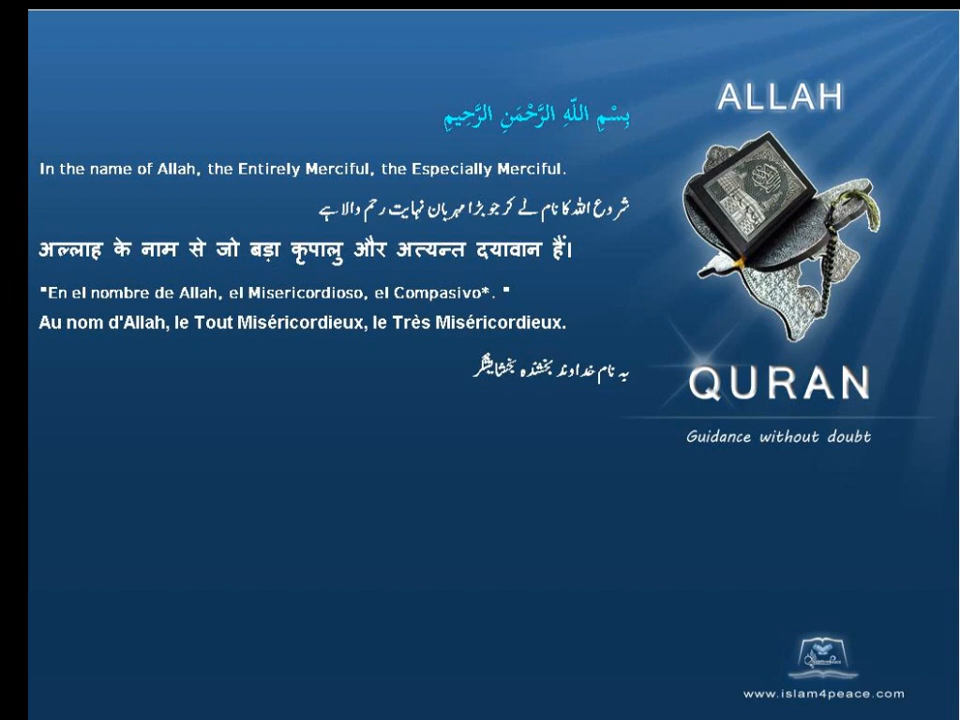 بِسْمِ اللَّهِ الرَّحْمَنِ الرَّحِيمِ
In the name of Allah, the Entirely Merciful, the Especially Merciful.
شروع الله کا نام لے کر جو بڑا مہربان نہایت رحم والا ہے
अल्लाह के नाम से जो बड़ा कृपालु और अत्यन्त दयावान हैं।
"En el nombre de Allah, el Misericordioso, el Compasivo*. "
Au nom d'Allah, le Tout Miséricordieux, le Très Miséricordieux.
به نام خداوند بخشنده بخشایشگر
ALLAH
QURAN
Guidance without doubt
www.islam4peace.com